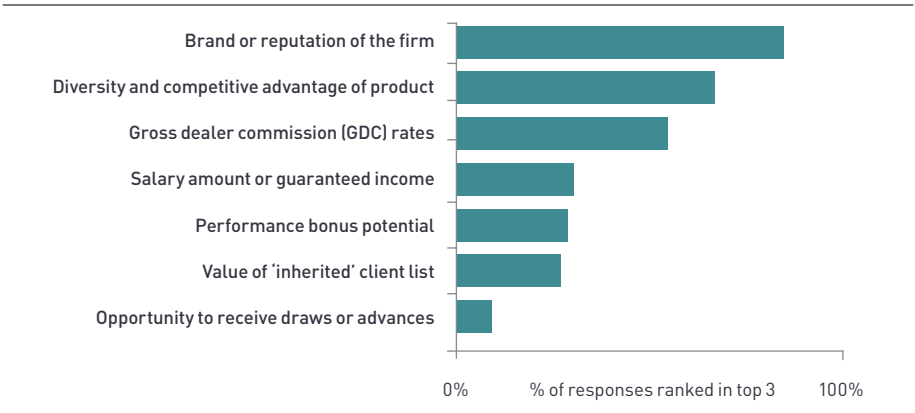 Brand or reputation of the firm
Diversity and competitive advantage of product
Gross dealer commission (GDC) rates
Salary amount or guaranteed income
Performance bonus potential
Value of ‘inherited’ client list
Opportunity to receive draws or advances
0% % of responses ranked in top 3 100%